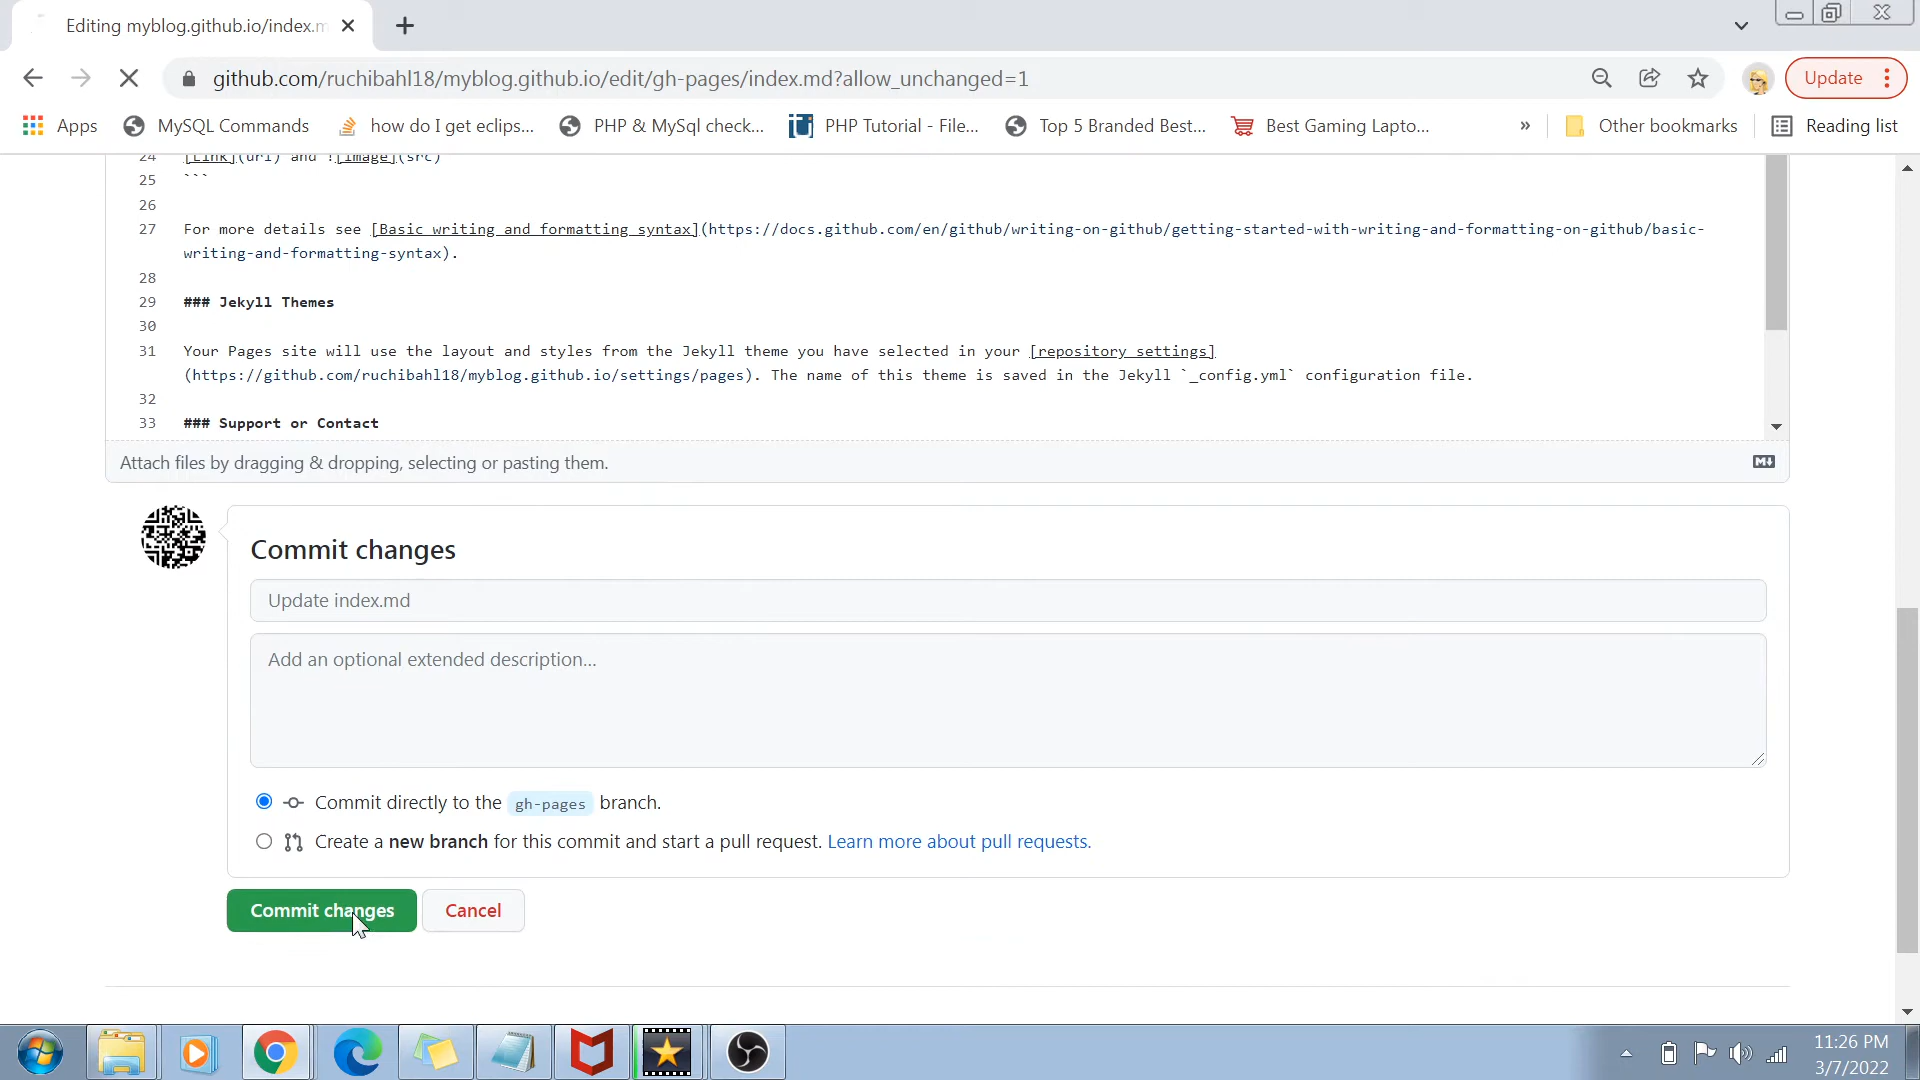 Editing myblog.github.io/index.m
github.com/ruchibahl18/myblog.github.io/edit/gh-pages/index.md?allow_unchanged=1
Update
Apps
MySQL Commands
how do I get eclips...
PHP & MySql check...
PHP Tutorial - File...
Top 5 Branded Best...
Best Gaming Lapto...
»
Other bookmarks
Reading list
24 [Link](url) and ![Image](src)
25 ```
26
27 For more details see [Basic writing and formatting syntax](https://docs.github.com/en/github/writing-on-github/getting-started-with-writing-and-formatting-on-github/basic-
writing-and-formatting-syntax).
28
29 ### Jekyll Themes
30
31 Your Pages site will use the layout and styles from the Jekyll theme you have selected in your [repository settings]
(https://github.com/ruchibahl18/myblog.github.io/settings/pages). The name of this theme is saved in the Jekyll `_config.yml` configuration file.
32
33 ### Support or Contact
Attach files by dragging & dropping, selecting or pasting them.
Commit changes
Update index.md
Add an optional extended description...
Commit directly to the gh-pages branch.
Create a new branch for this commit and start a pull request. Learn more about pull requests.
Commit changes
Cancel
11:26 PM
3/7/2022